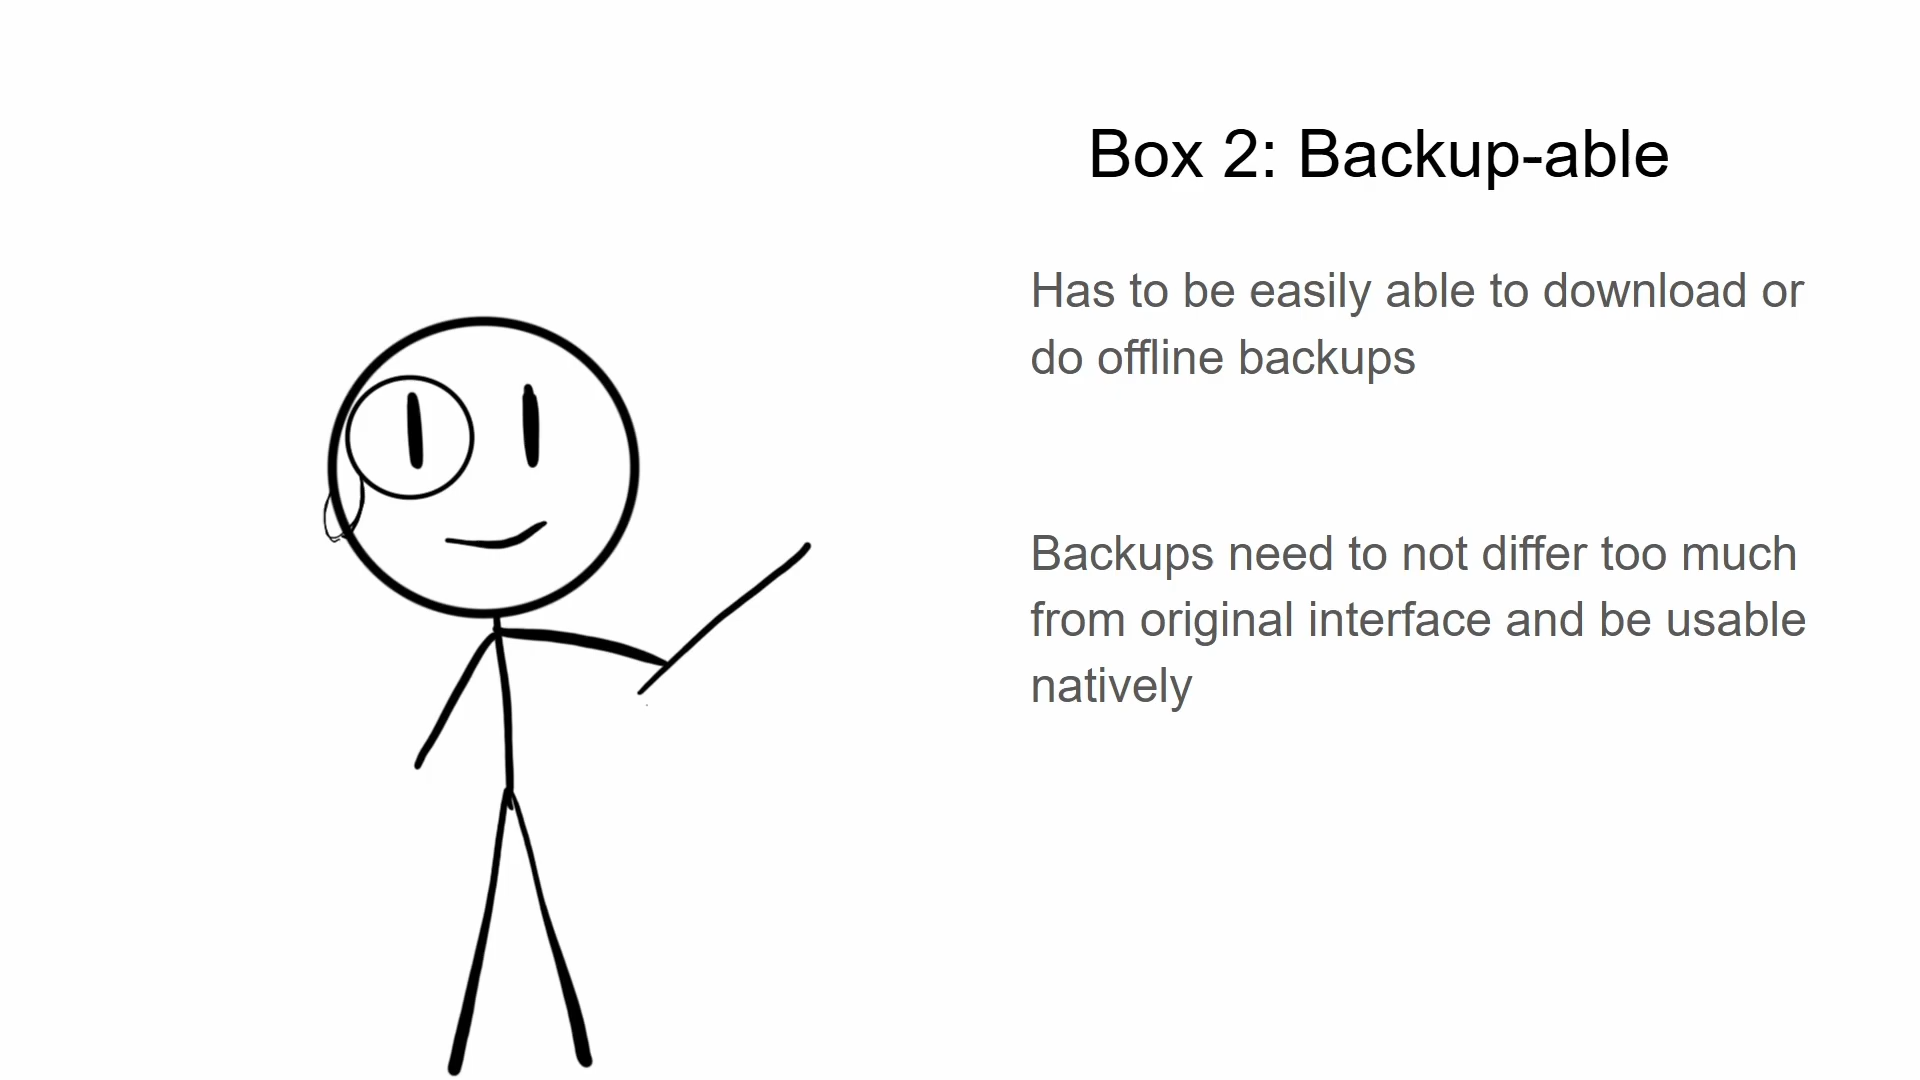 Box 2: Backup-able
Has to be easily able to download or
do offline backups
Backups need to not differ too much
from original interface and be usable
natively